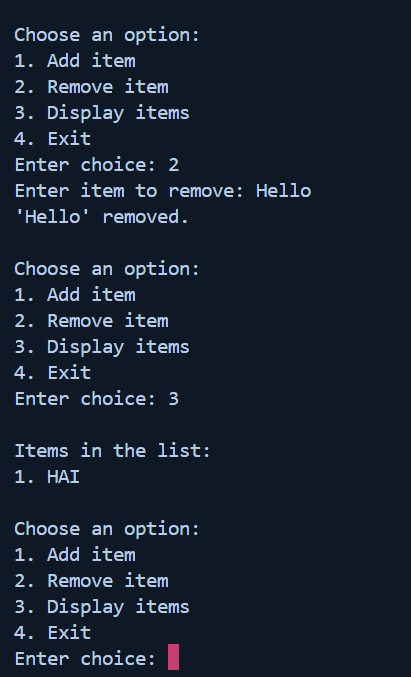 Choose an option:
1. Add item
2. Remove item
3. Display items
4. Exit
Enter choice: 2
Enter item to remove: Hello
'Hello' removed.
Choose an option:
1. Add item
2. Remove item
3. Display items
4. Exit
Enter choice: 3
Items in the list:
1. HAI
Choose an option:
1. Add item
2. Remove item
3. Display items
4. Exit
Enter choice: